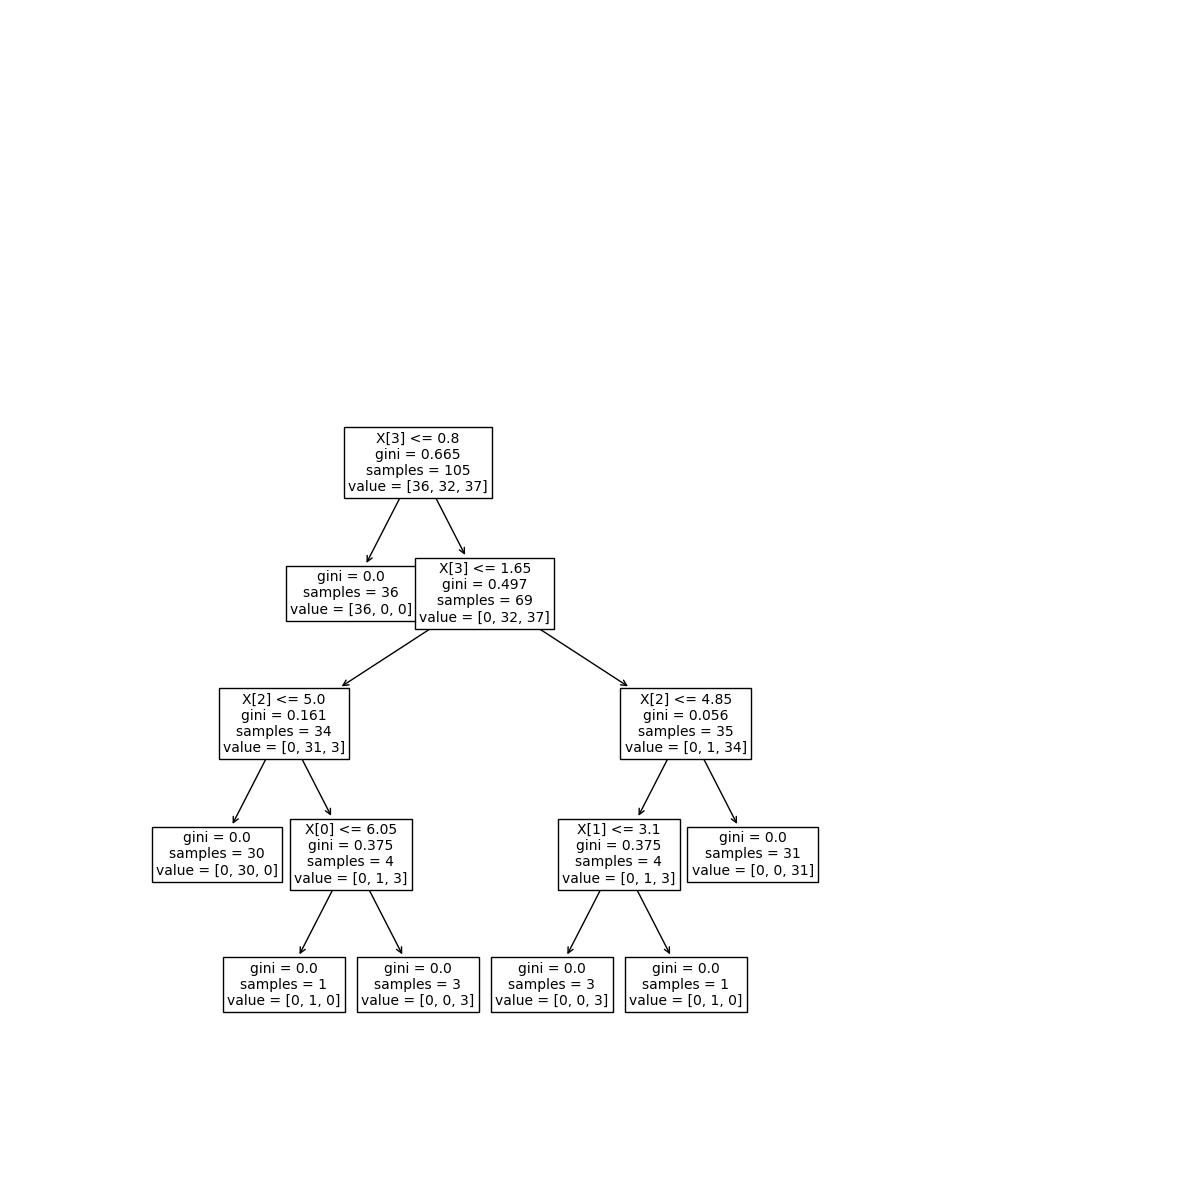 X[3] <= 0.8
gini = 0.665
samples = 105
value = [36, 32, 37]
gini = 0.0
samples = 36
value = [36, 0, 0]
X[3] <= 1.65
gini = 0.497
samples = 69
value = [0, 32, 37]
X[2] <= 5.0
gini = 0.161
samples = 34
value = [0, 31, 3]
X[2] <= 4.85
gini = 0.056
samples = 35
value = [0, 1, 34]
gini = 0.0
samples = 30
value = [0, 30, 0]
X[0] <= 6.05
gini = 0.375
samples = 4
value = [0, 1, 3]
X[1] <= 3.1
gini = 0.375
samples = 4
value = [0, 1, 3]
gini = 0.0
samples = 31
value = [0, 0, 31]
gini = 0.0
samples = 1
value = [0, 1, 0]
gini = 0.0
samples = 3
value = [0, 0, 3]
gini = 0.0
samples = 3
value = [0, 0, 3]
gini = 0.0
samples = 1
value = [0, 1, 0]